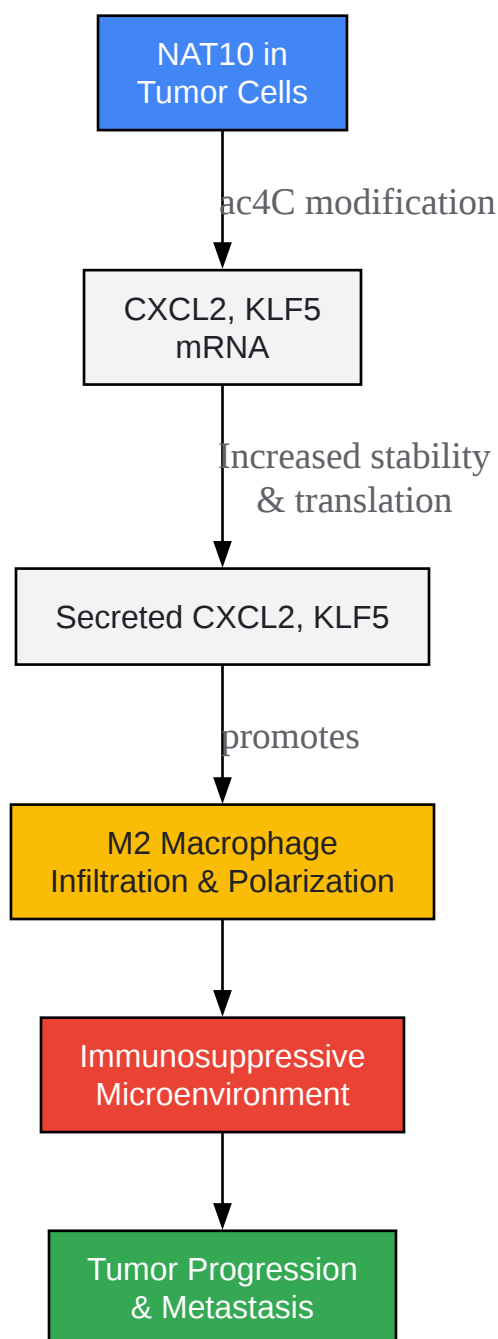 NAT10 in
Tumor Cells
ac4C modification
CXCL2, KLF5
mRNA
Increased stability
& translation
Secreted CXCL2, KLF5
promotes
M2 Macrophage
Infiltration & Polarization
Immunosuppressive
Microenvironment
Tumor Progression
& Metastasis